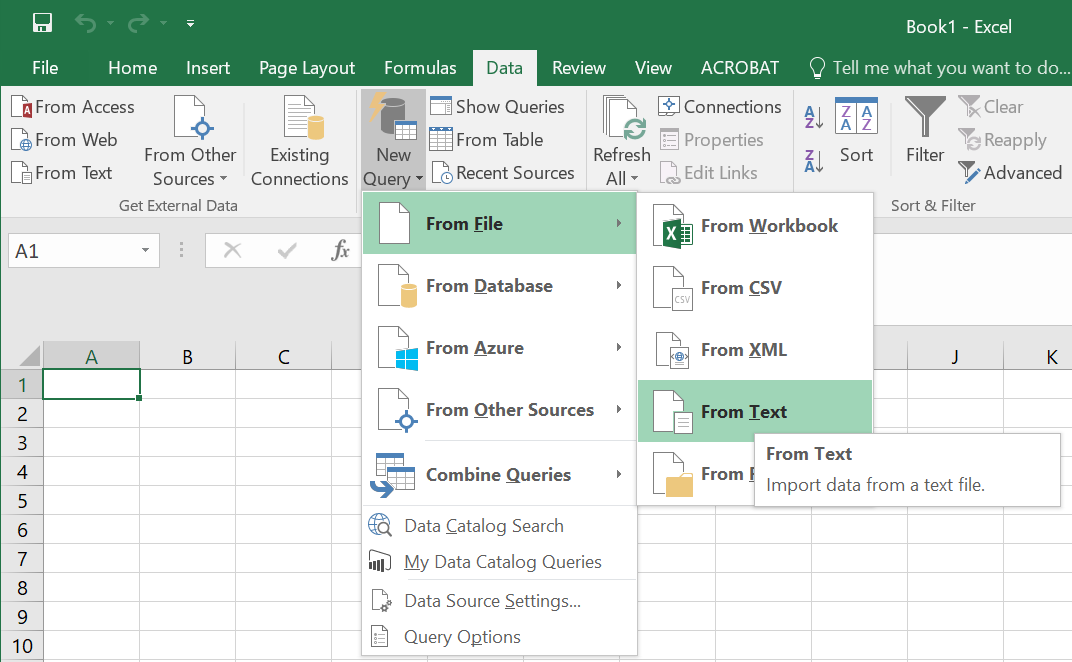 Book1 - Excel
File Home Insert Page Layout Formulas Data Review View ACROBAT Tell me what you want to do...
From Access
From Web
From Text
From Other
Sources
Existing
Connections
Get External Data
New
Query
Show Queries
From Table
Recent Sources
Refresh
All
Connections
Properties
Edit Links
A
Z
Z
A
Z A
A Z
Sort
Filter
Clear
Reapply
Advanced
Sort & Filter
A1
fx
From File
From Database
From Azure
From Other Sources
Combine Queries
Data Catalog Search
My Data Catalog Queries
Data Source Settings...
Query Options
From Workbook
CSV
From CSV
From XML
From Text
From
From Text
Import data from a text file.
A B C J K
1
2
3
4
5
6
7
8
9
10